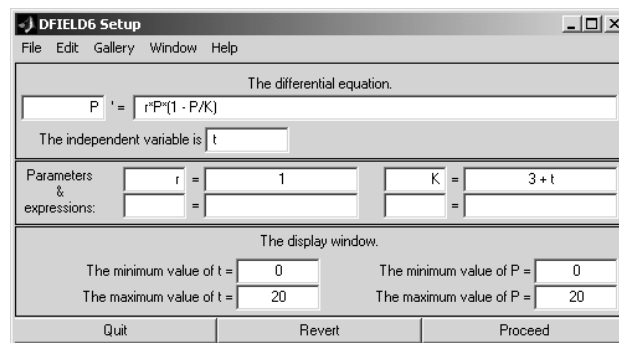 DFIELD6 Setup
File Edit Gallery Window Help
The differential equation.
P ' = r*P*(1 - P/K)
The independent variable is t
Parameters & expressions: r = 1 K = 3 + t
= =
The display window.
The minimum value of t = 0 The minimum value of P = 0
The maximum value of t = 20 The maximum value of P = 20
Quit Revert Proceed